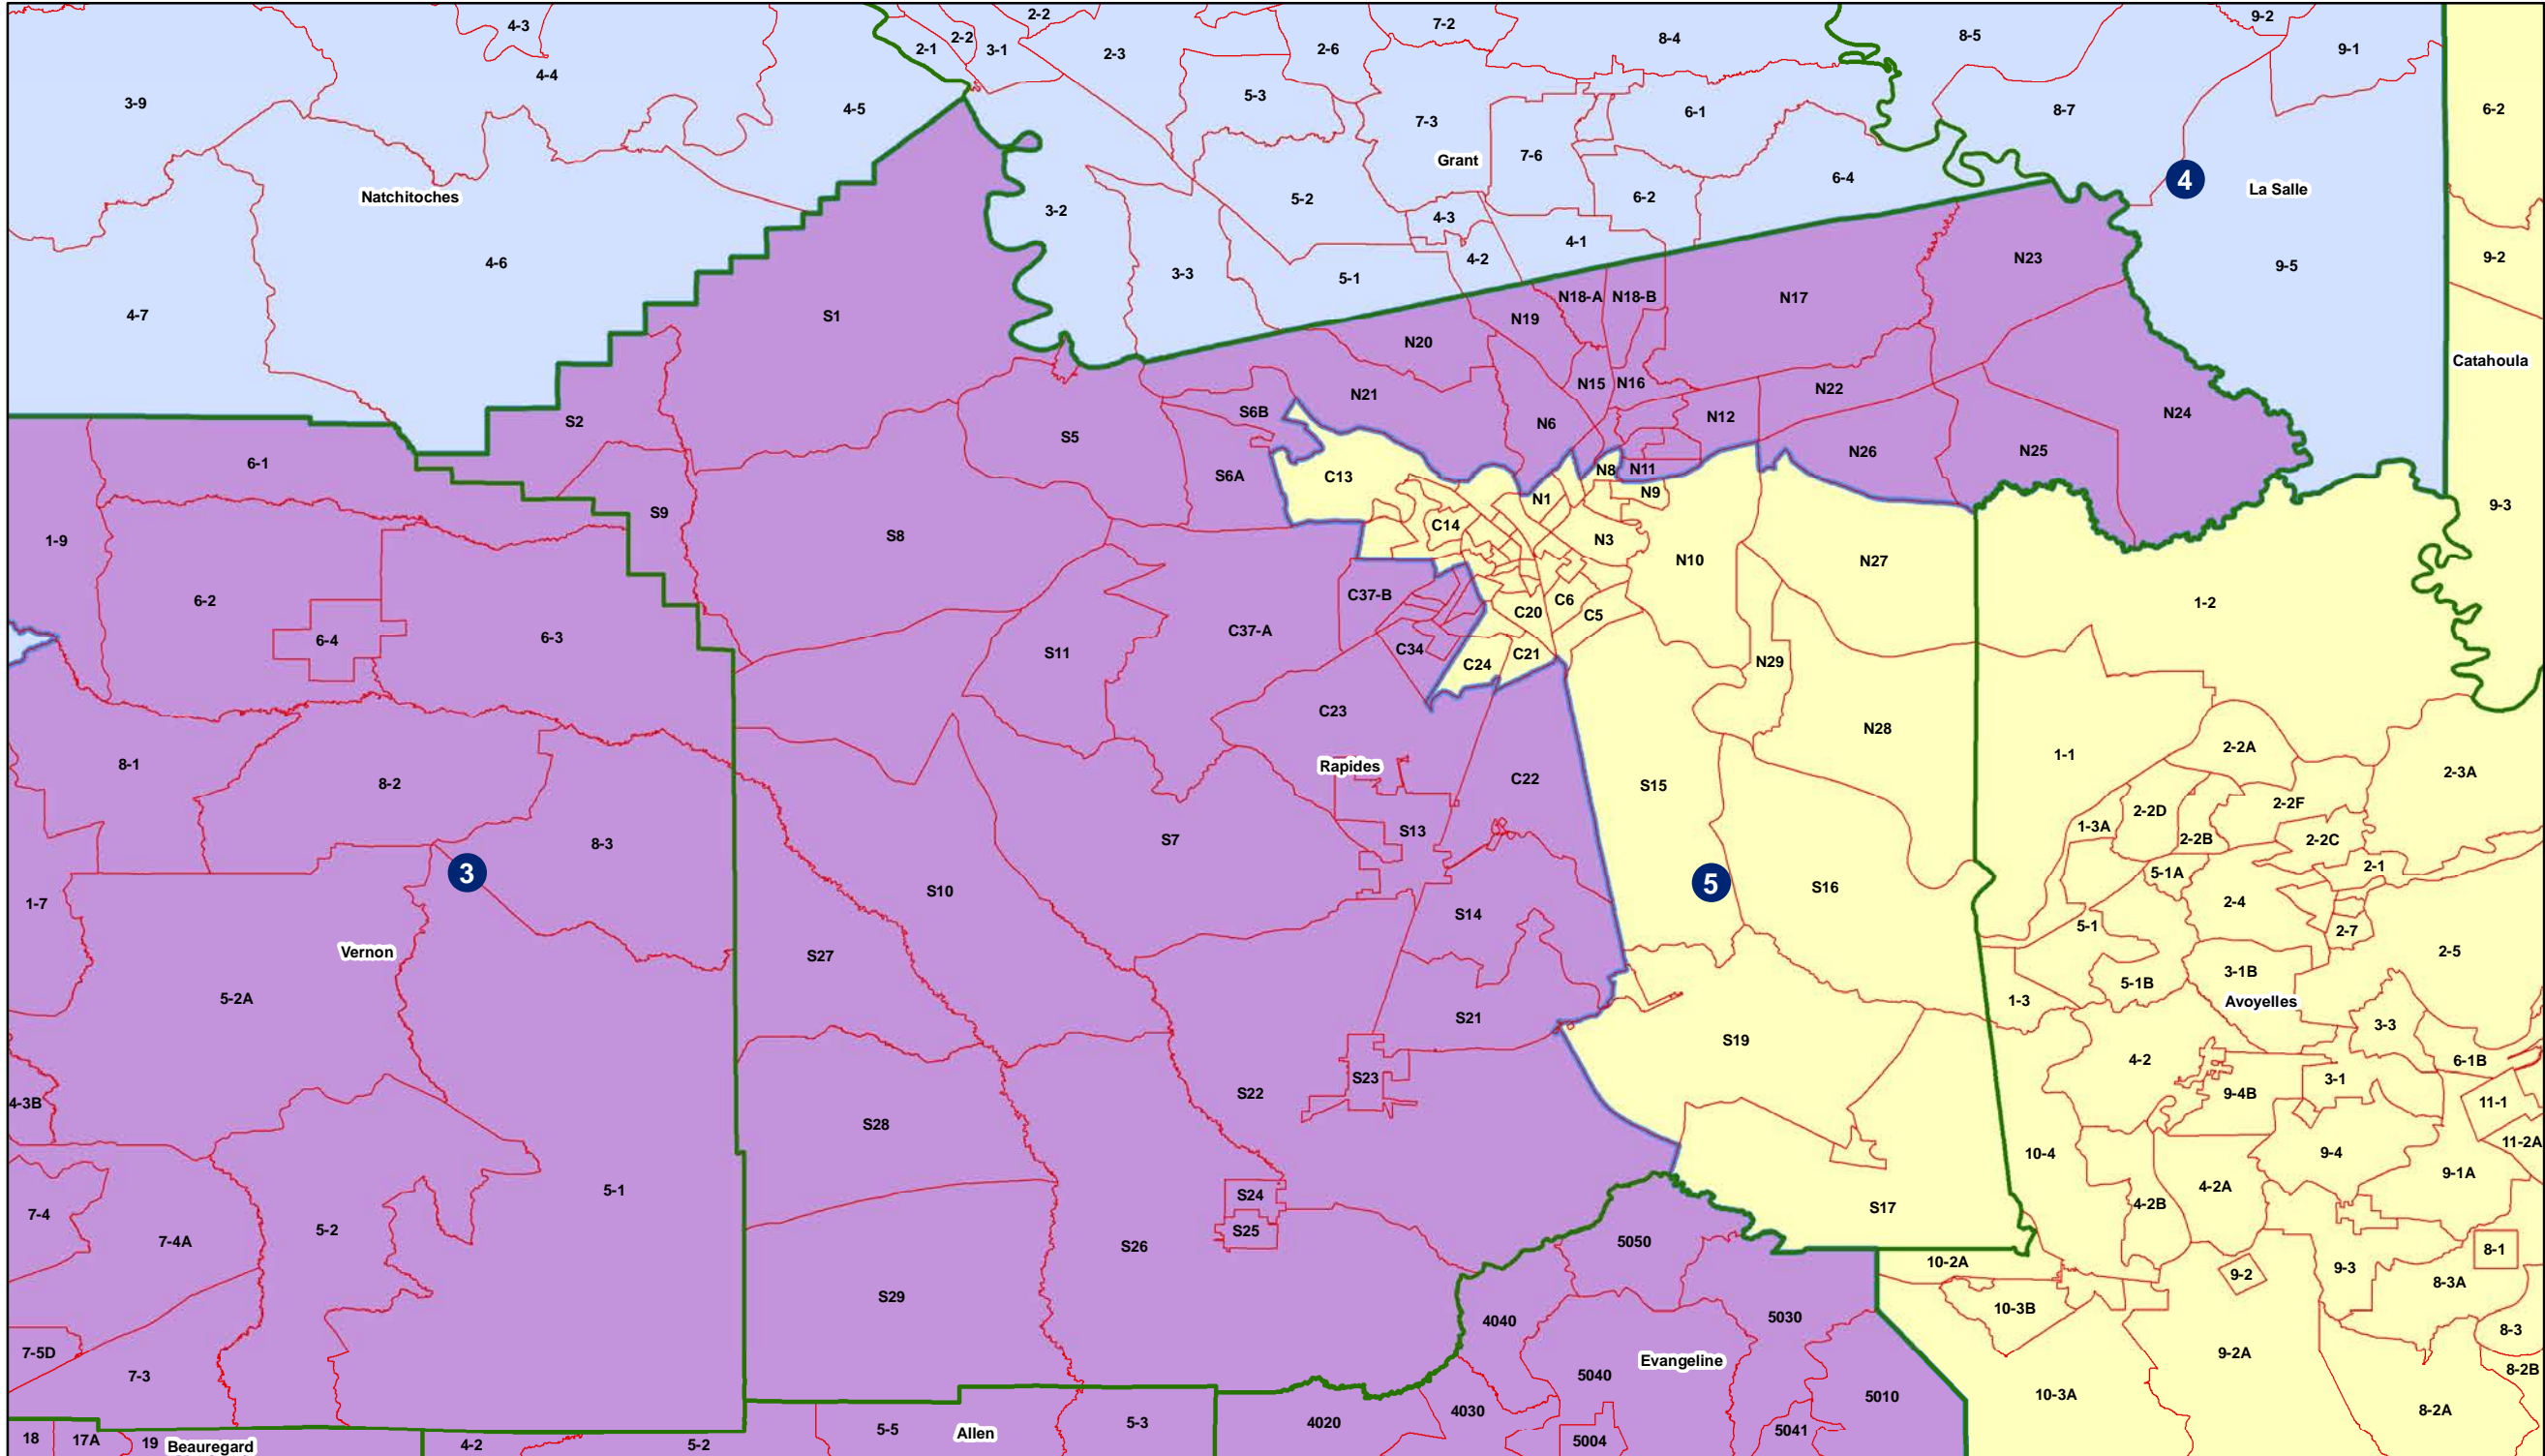 4-3
2-2
7-2
9-2
2-1
2-2
3-1
2-3
2-6
8-4
8-5
9-1
4-4
3-9
4-5
5-3
7-3
6-1
8-7
6-2
Natchitoches
Grant
7-6
6-4
4
La Salle
3-2
5-2
6-2
4-3
4-1
4-6
3-3
5-1
4-2
N23
9-5
9-2
4-7
S1
N18-A
N18-B
N17
N19
N20
Catahoula
S2
N21
N15
N16
N22
S6B
N12
N24
S5
N6
6-1
S6A
C13
N8
N11
N26
N25
1-9
S9
S8
N1
N9
9-3
C14
N3
N10
N27
6-2
C37-B
C6
C20
C5
1-2
6-4
6-3
C37-A
S11
C34
C24
C21
N29
C23
N28
8-1
8-2
Rapides
C22
S15
1-1
2-2A
2-3A
8-3
S7
S13
1-3A
2-2D
2-2B
2-2F
2-2C
3
S10
5
S16
5-1A
2-1
1-7
S14
2-4
Vernon
S27
5-1
2-7
2-5
5-2A
S21
1-3
5-1B
3-1B
Avoyelles
S19
3-3
4-3B
S22
S23
4-2
9-4B
3-1
6-1B
11-1
S28
10-4
9-4
11-2A
7-4
5-2
5-1
S24
4-2B
4-2A
9-1A
7-4A
S26
S25
5050
S17
10-2A
9-2
9-3
8-1
8-3A
S29
4040
5030
10-3B
8-3
7-5D
7-3
Evangeline
5040
5010
10-3A
9-2A
8-2B
18
17A
19
Beauregard
4-2
5-2
5-5
Allen
5-3
4020
4030
5004
5041
8-2A